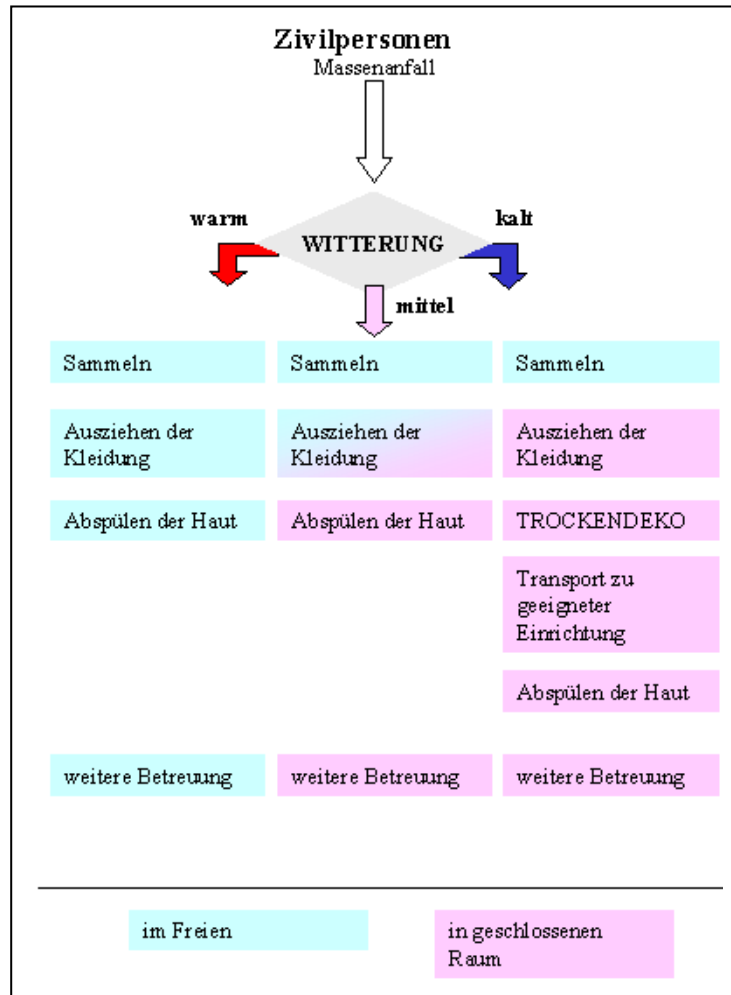 Zivilpersonen
Massenanfall
warm
kalt
WITTERUNG
mittel
Sammeln
Sammeln
Sammeln
Ausziehen der
Kleidung
Ausziehen der
Kleidung
Ausziehen der
Kleidung
Abspülen der Haut
Abspülen der Haut
TROCKENDEKO
Transport zu
geeigneter
Einrichtung
Abspülen der Haut
weitere Betreuung
weitere Betreuung
weitere Betreuung
im Freien
in geschlossenen
Raum